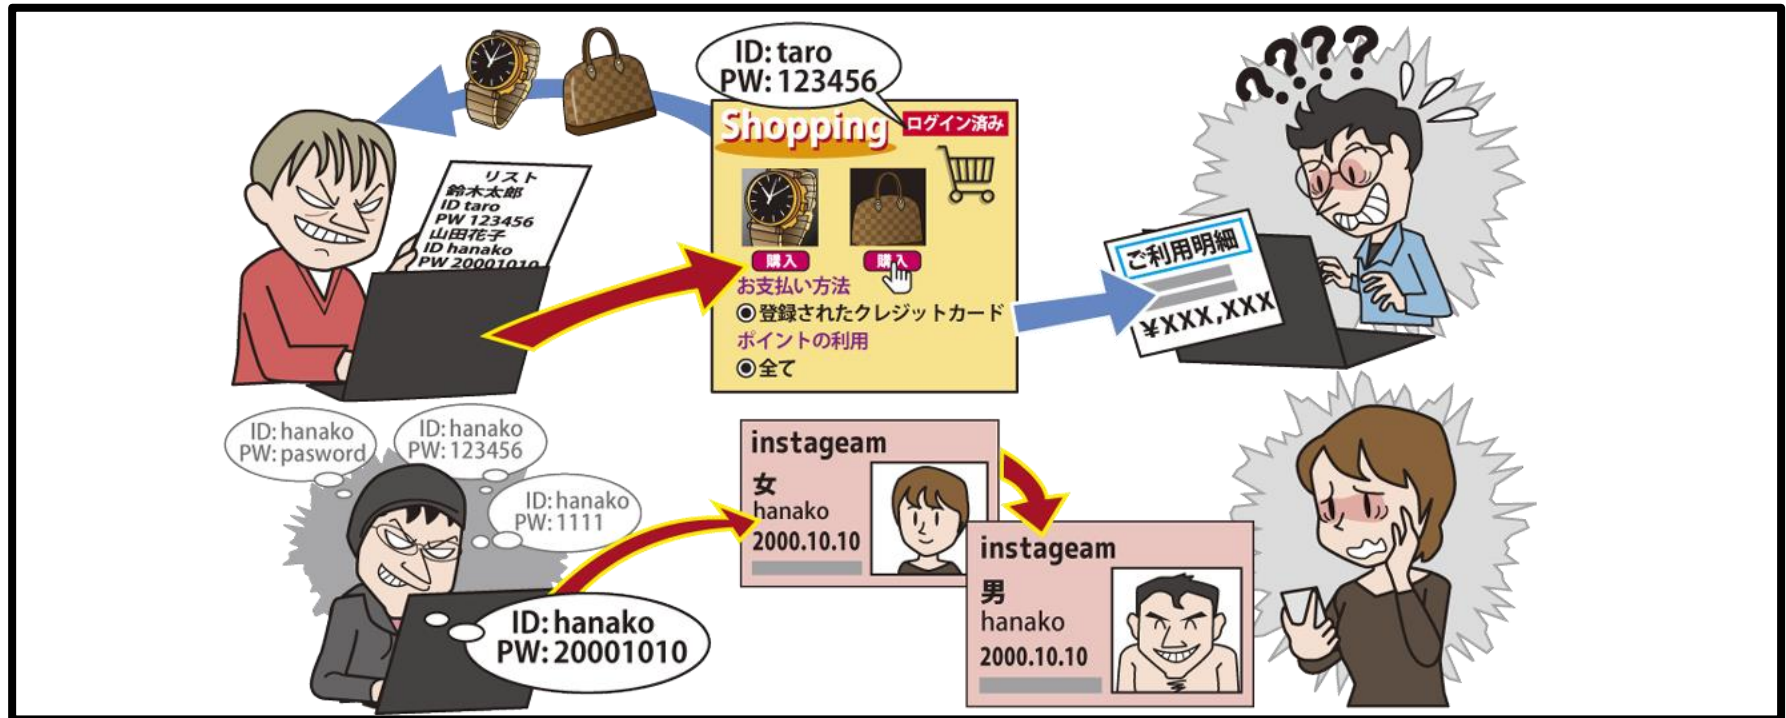 ID: taro
PW: 123456
Shopping
ログイン済み
購入
購入
お支払い方法
登録されたクレジットカード
ポイントの利用
全て
リスト
鈴木太郎
ID taro
PW 123456
山田花子
ID hanako
PW 20001010
????
ご利用明細
¥XXX,XXX
ID: hanako
PW: pasword
ID: hanako
PW: 123456
ID: hanako
PW: 1111
ID: hanako
PW: 20001010
instageam
女
hanako
2000.10.10
instageam
男
hanako
2000.10.10